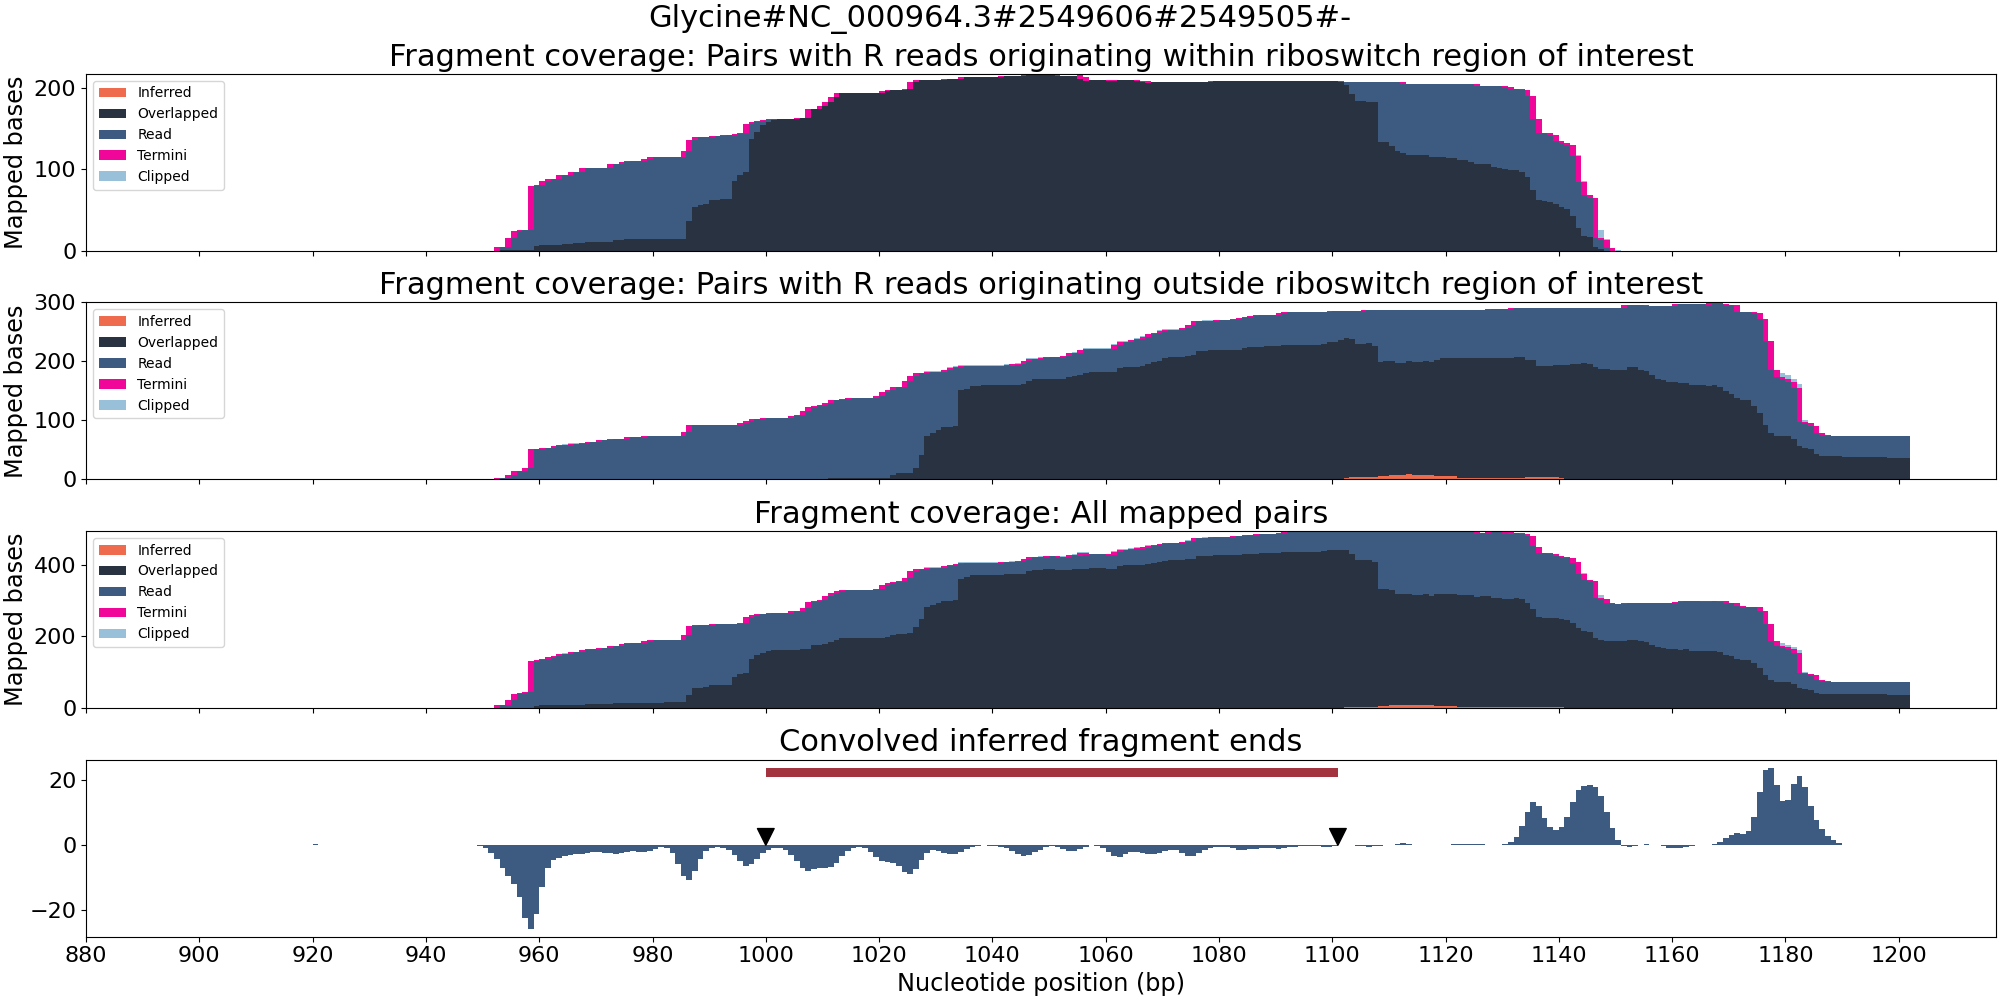 Glycine#NC_000964.3#2549606#2549505#-
Fragment coverage: Pairs with R reads originating within riboswitch region of interest
Mapped bases
200
100
0
Inferred
Overlapped
Read
Termini
Clipped
Fragment coverage: Pairs with R reads originating outside riboswitch region of interest
Mapped bases
300
200
100
0
Inferred
Overlapped
Read
Termini
Clipped
Fragment coverage: All mapped pairs
Mapped bases
400
200
0
Inferred
Overlapped
Read
Termini
Clipped
Convolved inferred fragment ends
20
0
−20
880 900 920 940 960 980 1000 1020 1040 1060 1080 1100 1120 1140 1160 1180 1200
Nucleotide position (bp)